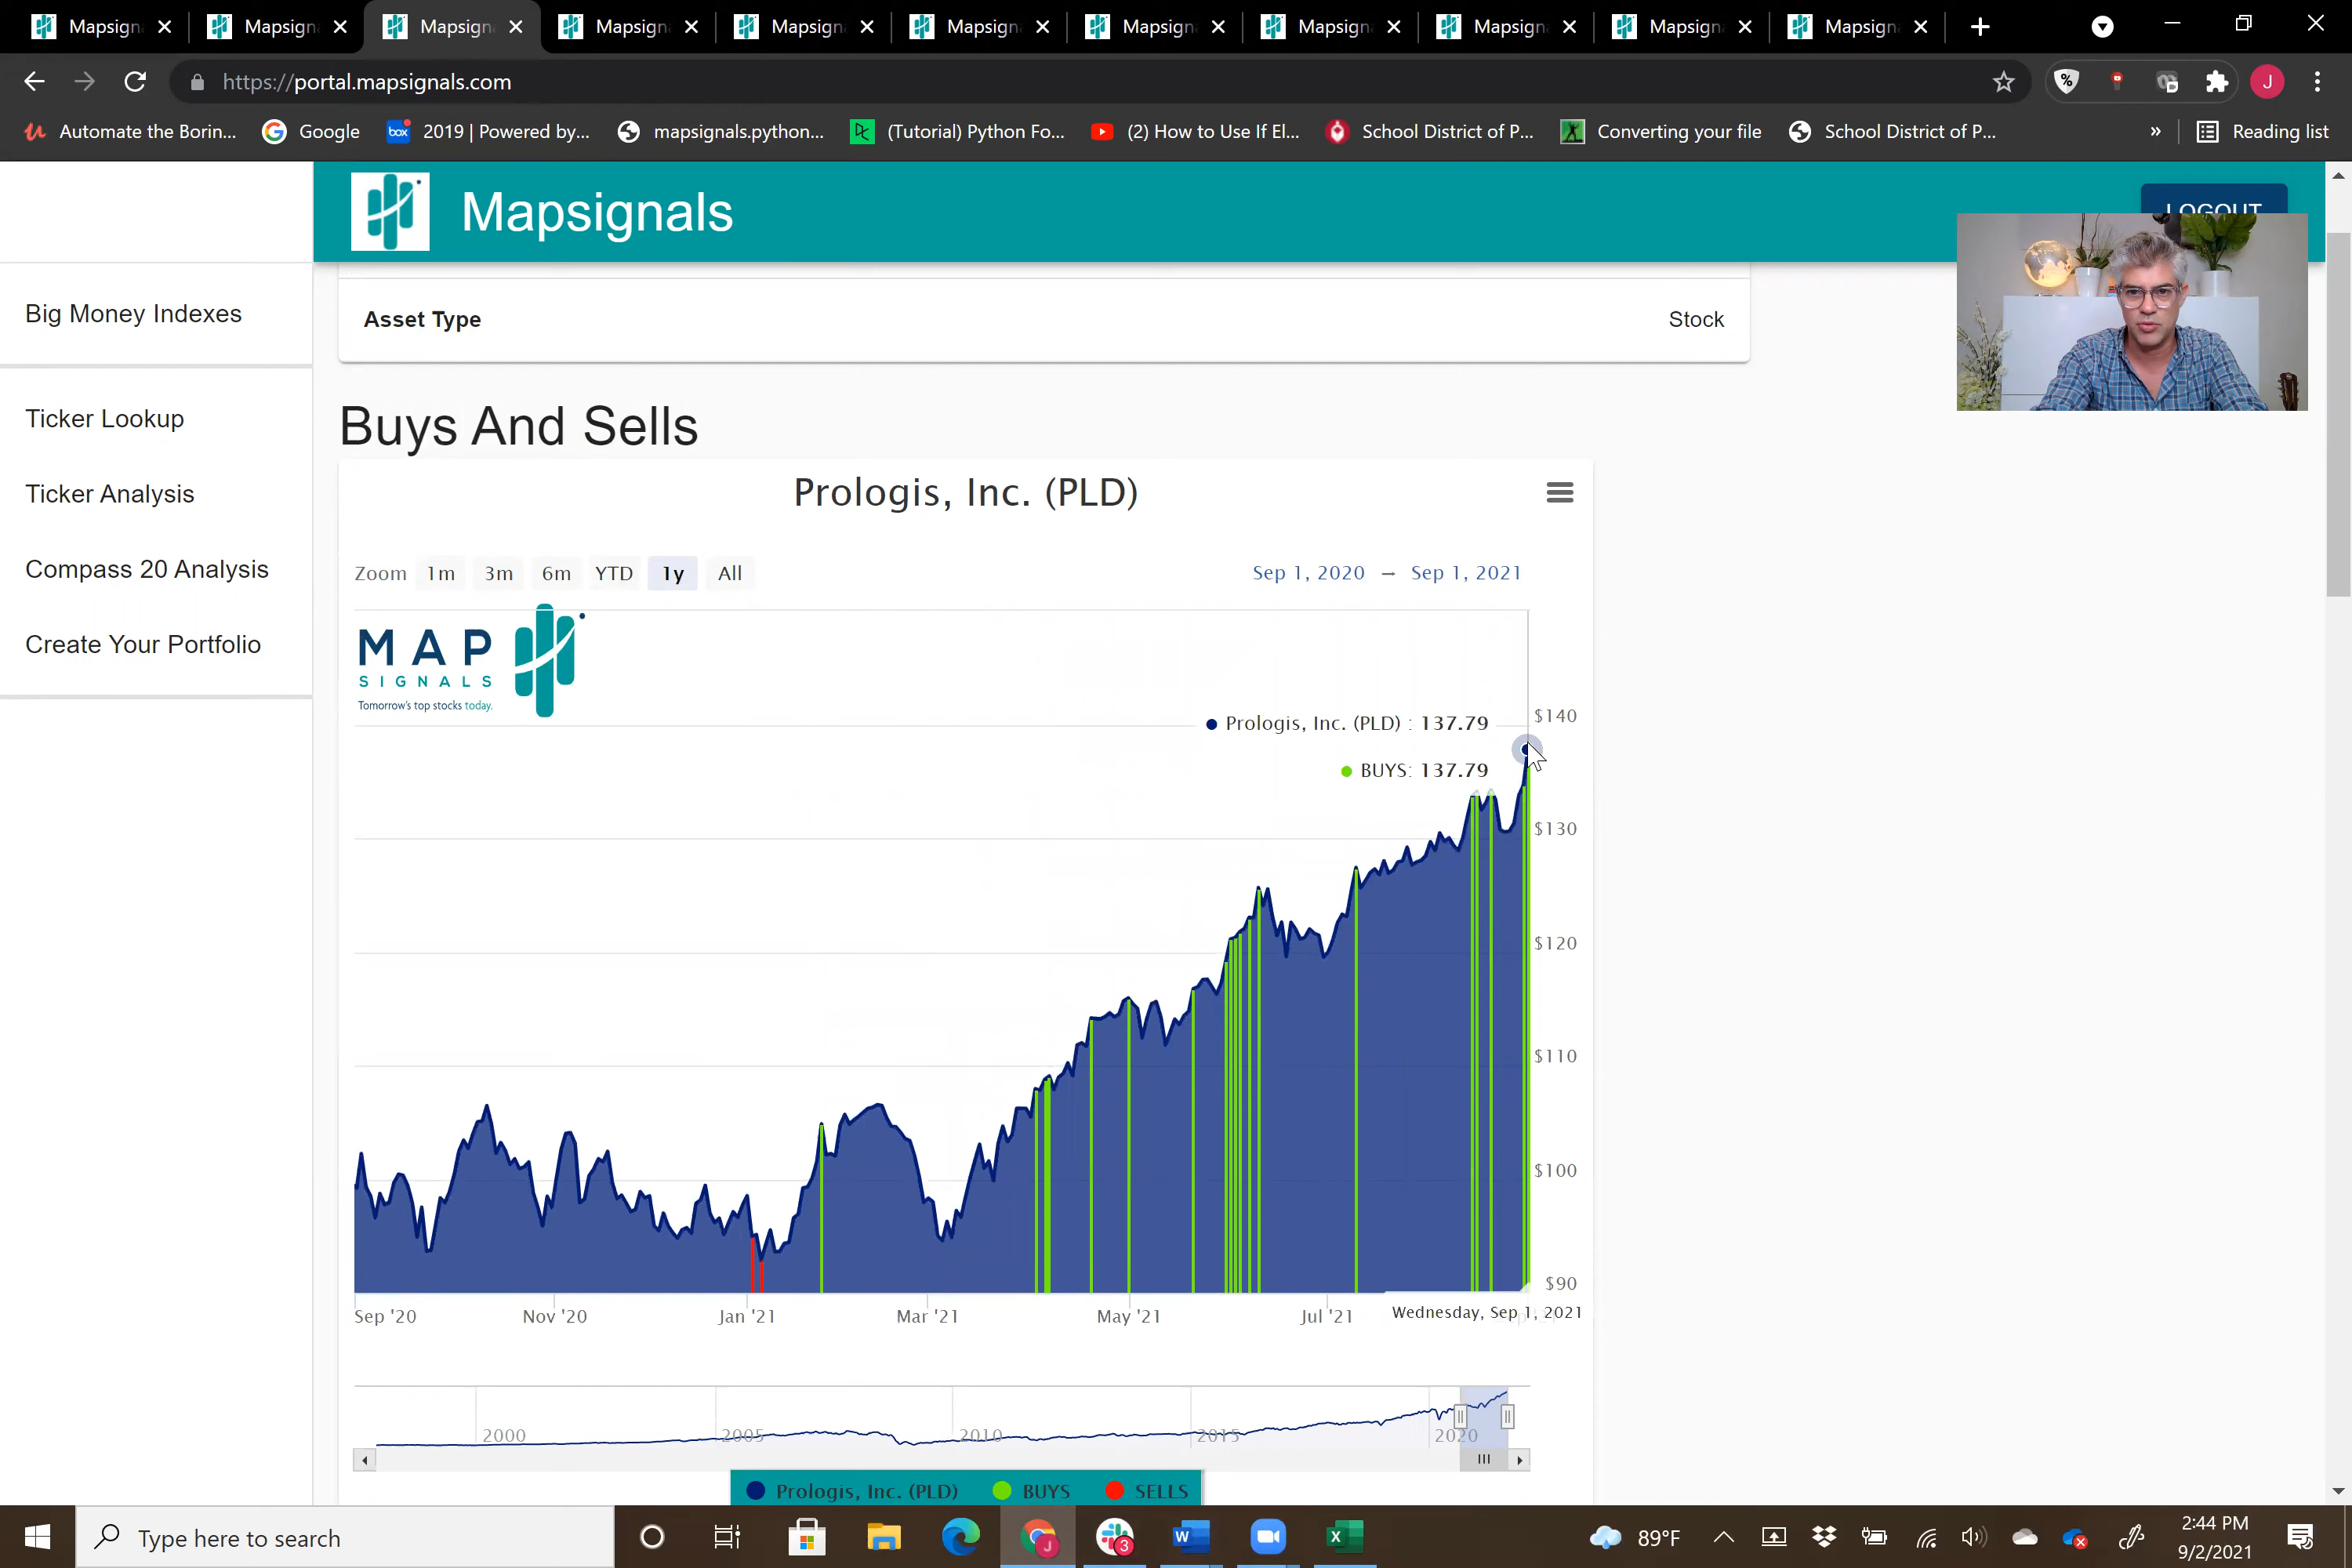 Mapsign Mapsign Mapsign Mapsign Mapsign Mapsign Mapsign Mapsign Mapsign Mapsign Mapsign
https://portal.mapsignals.com J
Automate the Borin... Google box 2019 | Powered by... mapsignals.python... (Tutorial) Python Fo... (2) How to Use If El... School District of P... Converting your file School District of P... » Reading list
Mapsignals LOGOUT
Big Money Indexes
Ticker Lookup
Ticker Analysis
Compass 20 Analysis
Create Your Portfolio
Asset Type Stock
Buys And Sells
Prologis, Inc. (PLD)
Zoom 1m 3m 6m YTD 1y All Sep 1, 2020 → Sep 1, 2021
MAP
SIGNALS
Tomorrow's top stocks today.
Prologis, Inc. (PLD) : 137.79
BUYS: 137.79
$140
$130
$120
$110
$100
$90
Sep '20 Nov '20 Jan '21 Mar '21 May '21 Jul '21 Wednesday, Sep 1, 2021
2000 2005 2010 2015 2020
Prologis, Inc. (PLD) BUYS SELLS
Type here to search J 3 W X 89°F 2:44 PM
9/2/2021